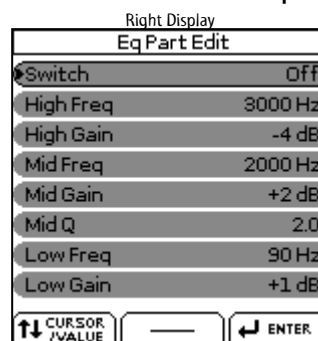 Right Display
Eq Part Edit
Switch Off
High Freq 3000 Hz
High Gain -4 dB
Mid Freq 2000 Hz
Mid Gain +2 dB
Mid Q 2.0
Low Freq 90 Hz
Low Gain +1 dB
CURSOR
/VALUE
ENTER